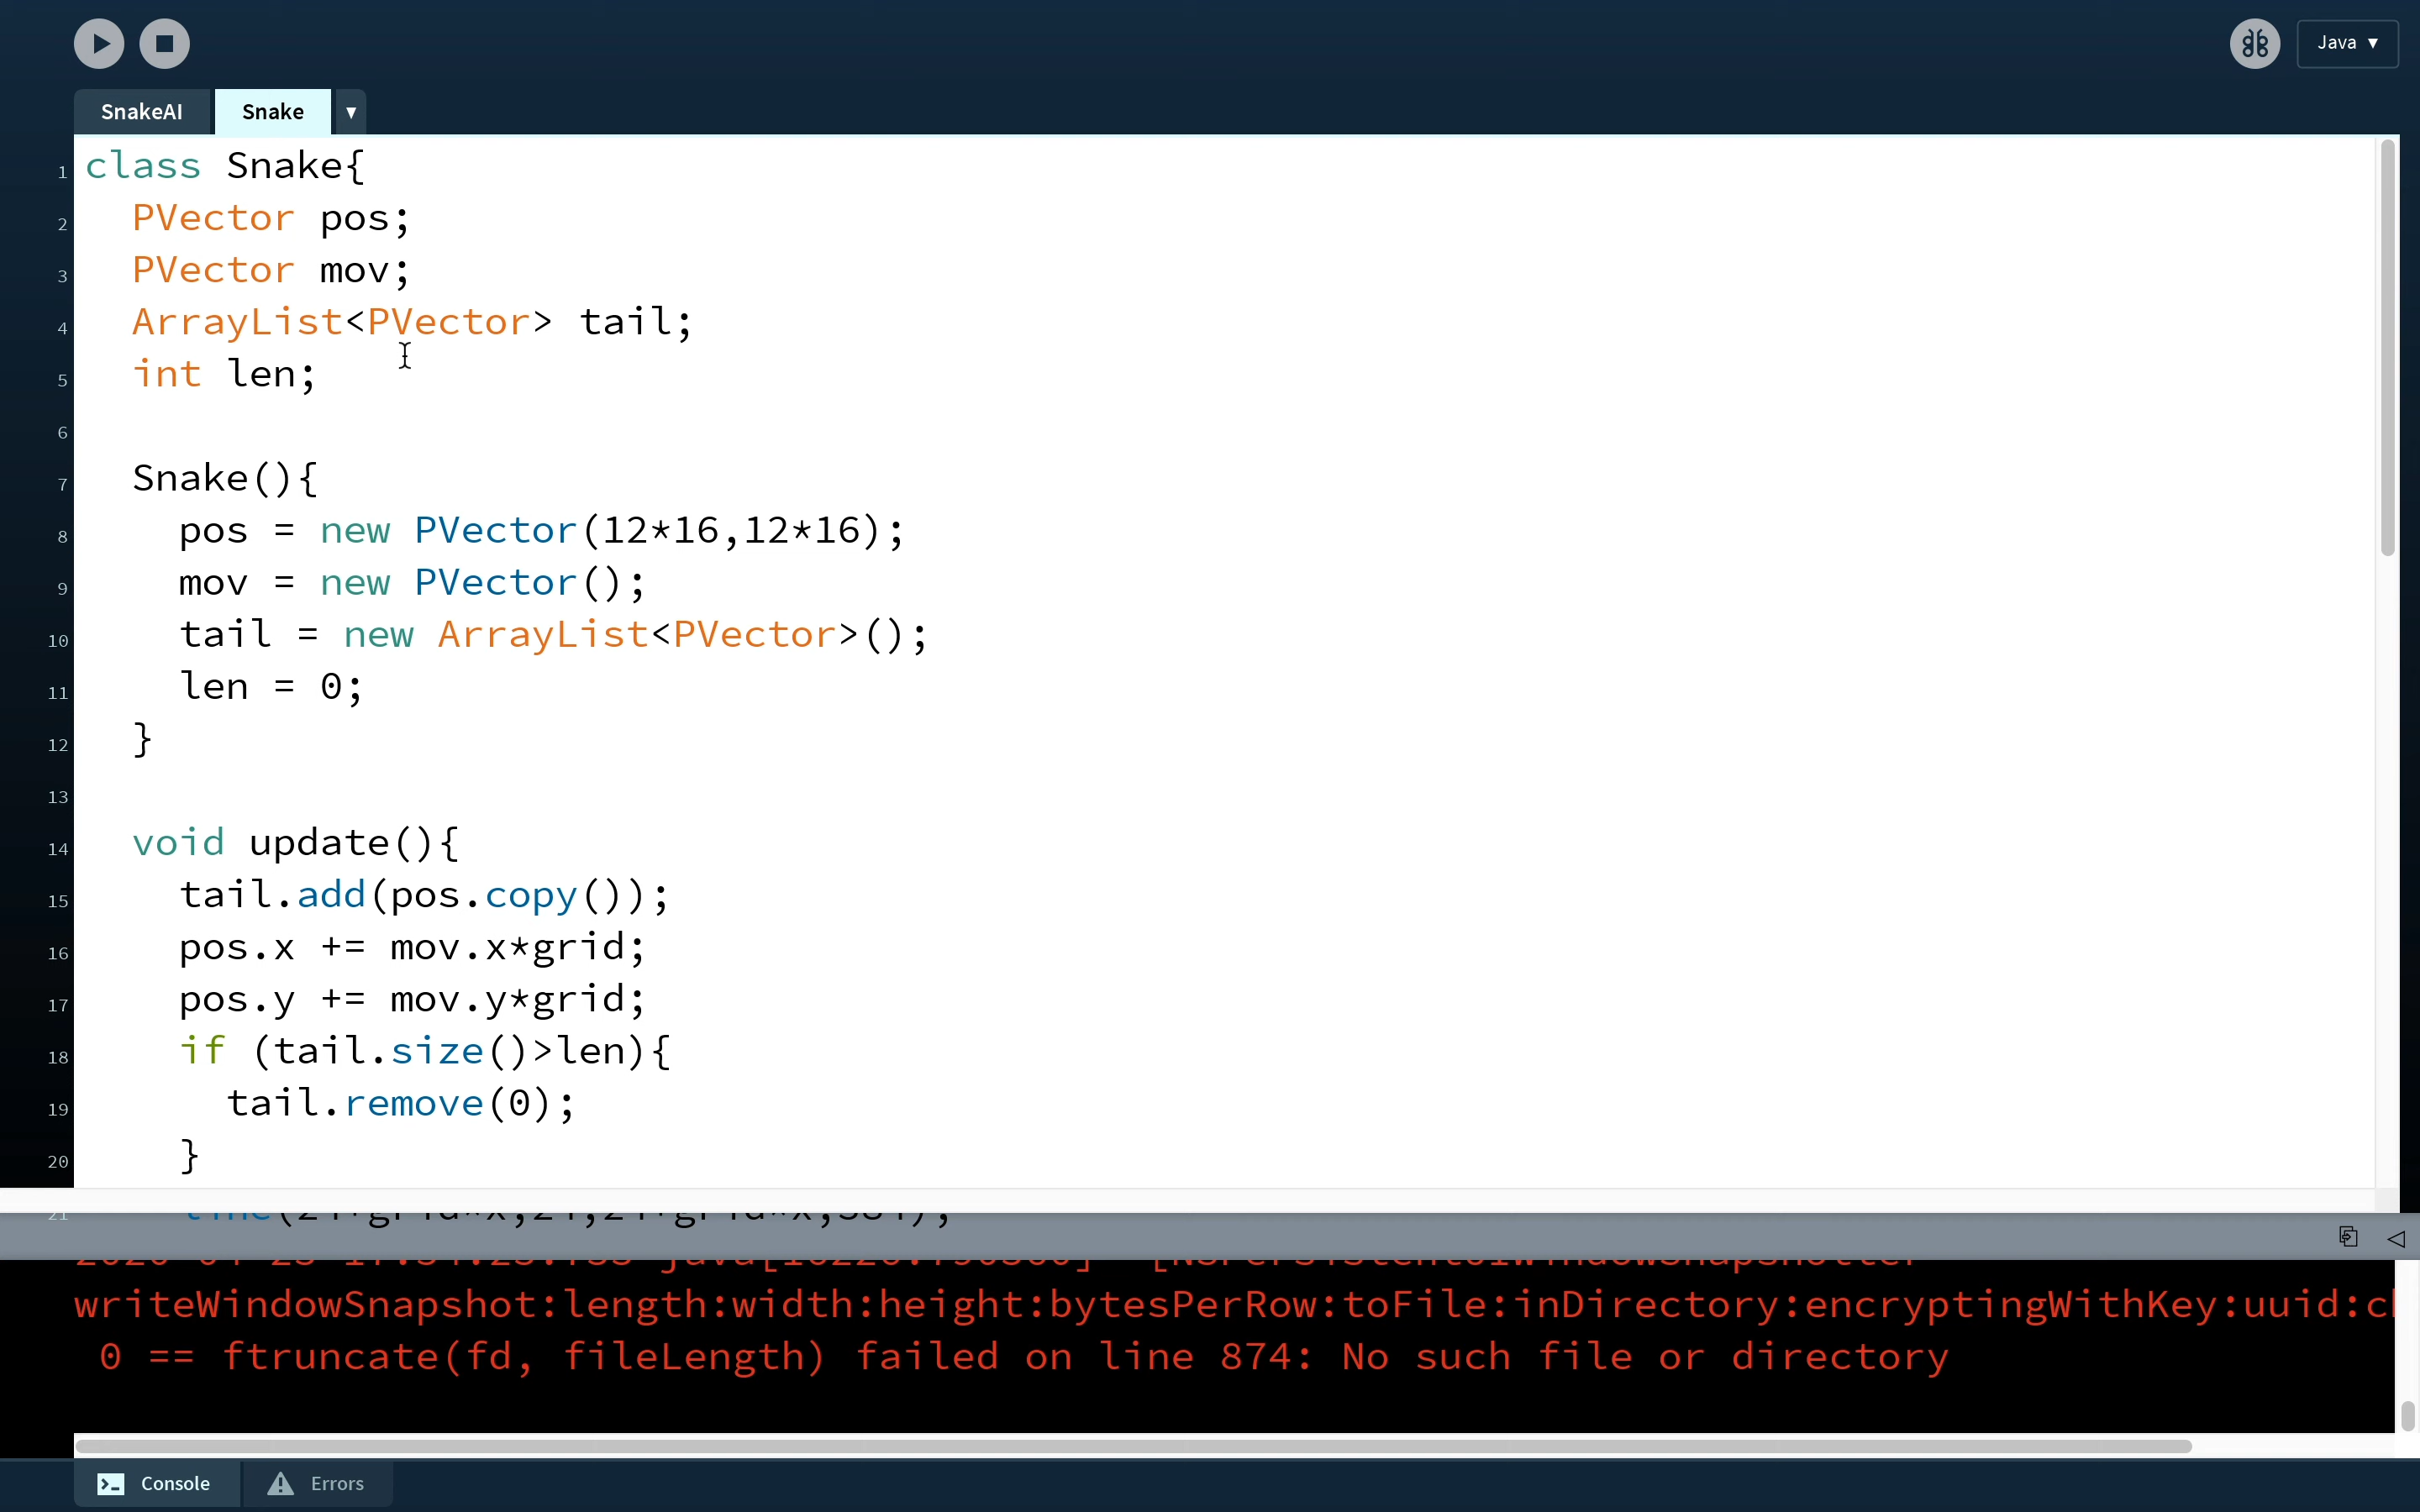 Java ▼
SnakeAI Snake ▼
1 class Snake{
2 PVector pos;
3 PVector mov;
4 ArrayList<PVector> tail;
5 int len;
6
7 Snake(){
8 pos = new PVector(12*16,12*16);
9 mov = new PVector();
10 tail = new ArrayList<PVector>();
11 len = 0;
12 }
13
14 void update(){
15 tail.add(pos.copy());
16 pos.x += mov.x*grid;
17 pos.y += mov.y*grid;
18 if (tail.size()>len){
19 tail.remove(0);
20 }
21
writeWindowSnapshot:length:width:height:bytesPerRow:toFile:inDirectory:encryptingWithKey:uuid:
0 == ftruncate(fd, fileLength) failed on line 874: No such file or directory
Console Errors